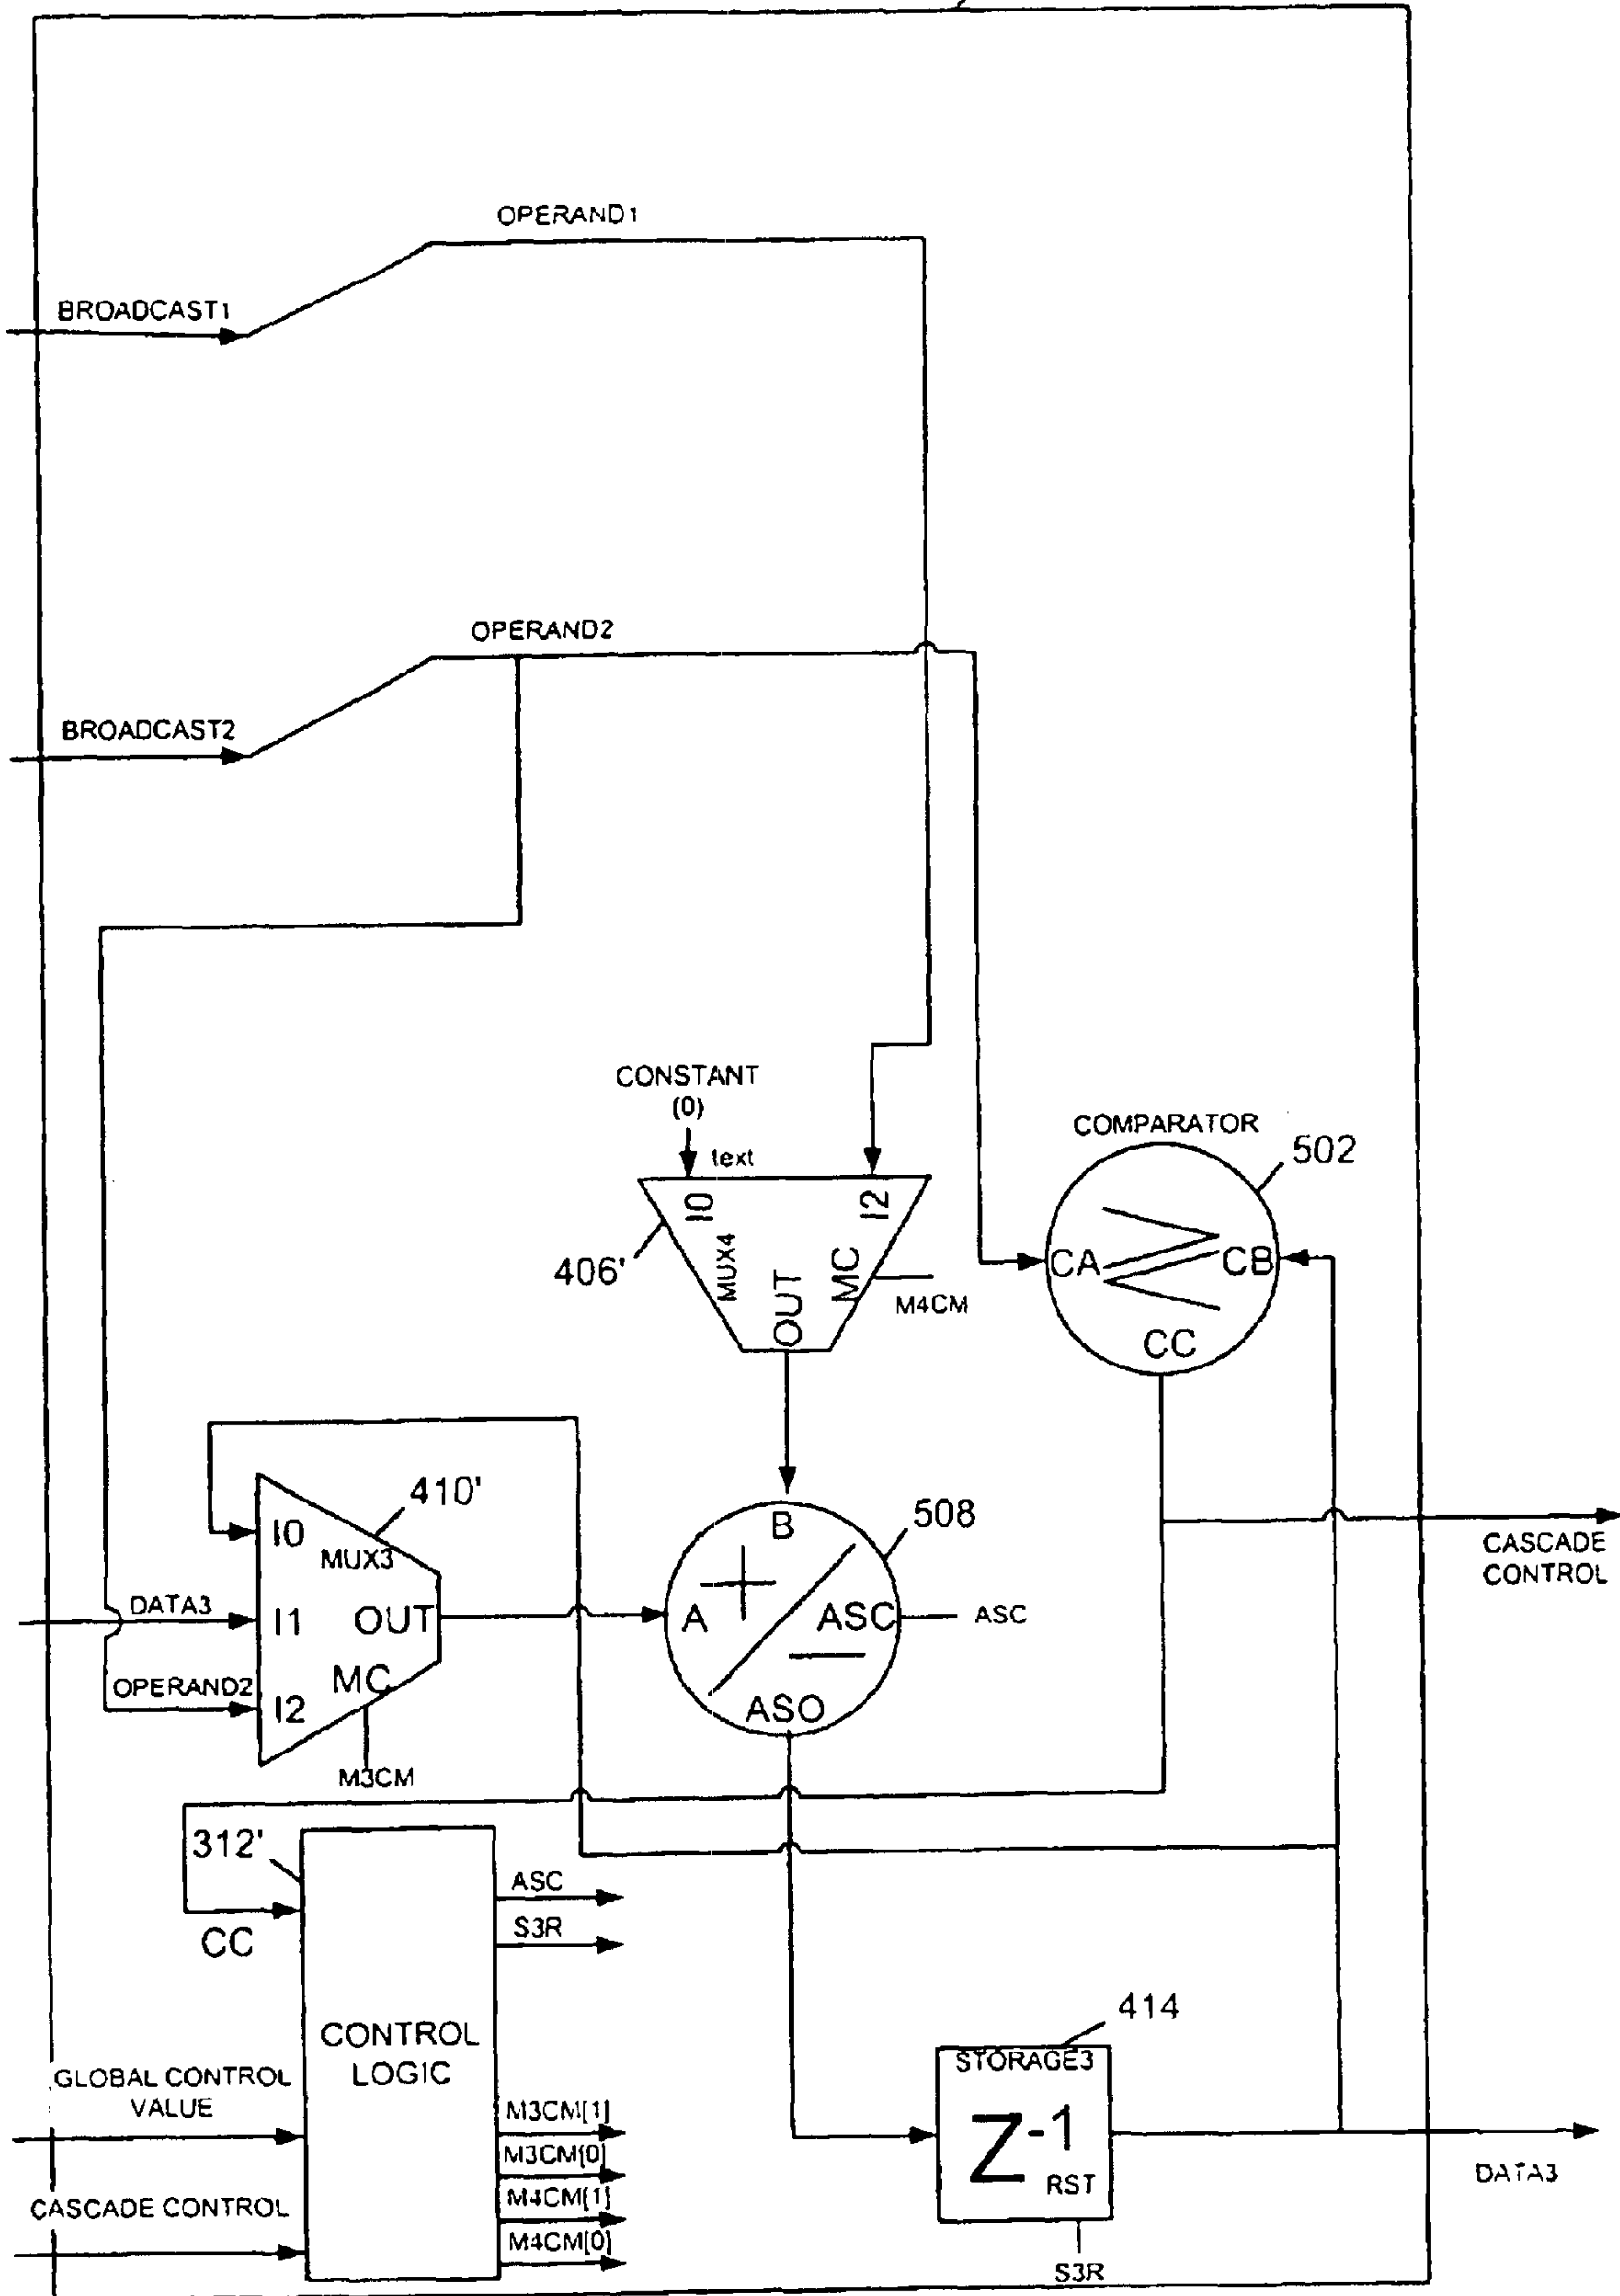 OPERAND1
BROADCAST1
OPERAND2
BROADCAST2
CONSTANT
(0)
text
COMPARATOR
502
I0
I2
MUX4
OUT
MC
406'
M4CM
CA
CB
CC
410'
I0
MUX3
I1
OUT
MC
I2
DATA3
OPERAND2
M3CM
508
B
+
A
ASC
ASO
ASC
CASCADE
CONTROL
312'
CC
ASC
S3R
CONTROL
LOGIC
GLOBAL CONTROL
VALUE
M3CM[1]
M3CM[0]
CASCADE CONTROL
M4CM[1]
M4CM[0]
414
STORAGE3
Z-1
RST
S3R
DATA3